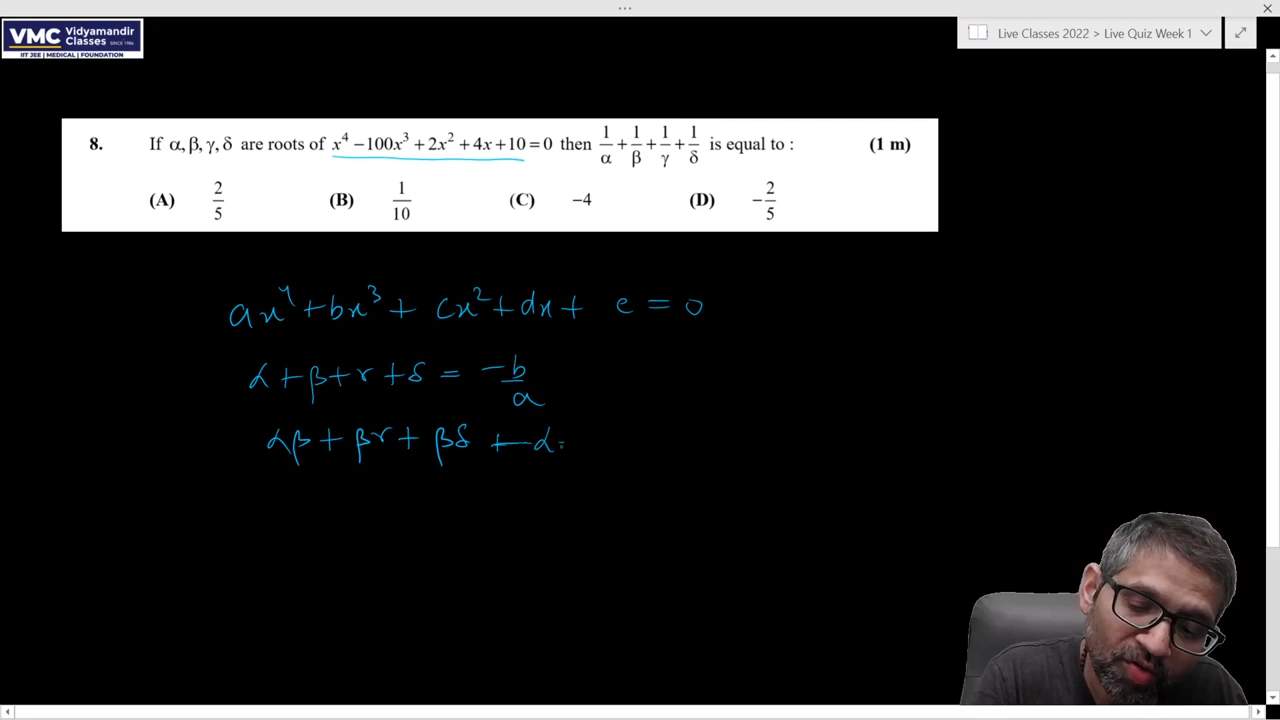 VMC Vidyamandir Classes SINCE 1986
IIT JEE | MEDICAL | FOUNDATION
Live Classes 2022 > Live Quiz Week 1
8. If α, β, γ, δ are roots of x⁴ −100x³ + 2x² + 4x + 10 = 0 then 1/α + 1/β + 1/γ + 1/δ is equal to : (1 m)
(A) 2/5 (B) 1/10 (C) −4 (D) −2/5
ax⁴ + bx³ + cx² + dx + e = 0
α + β + γ + δ = −b/a
αβ + βγ + βδ + α